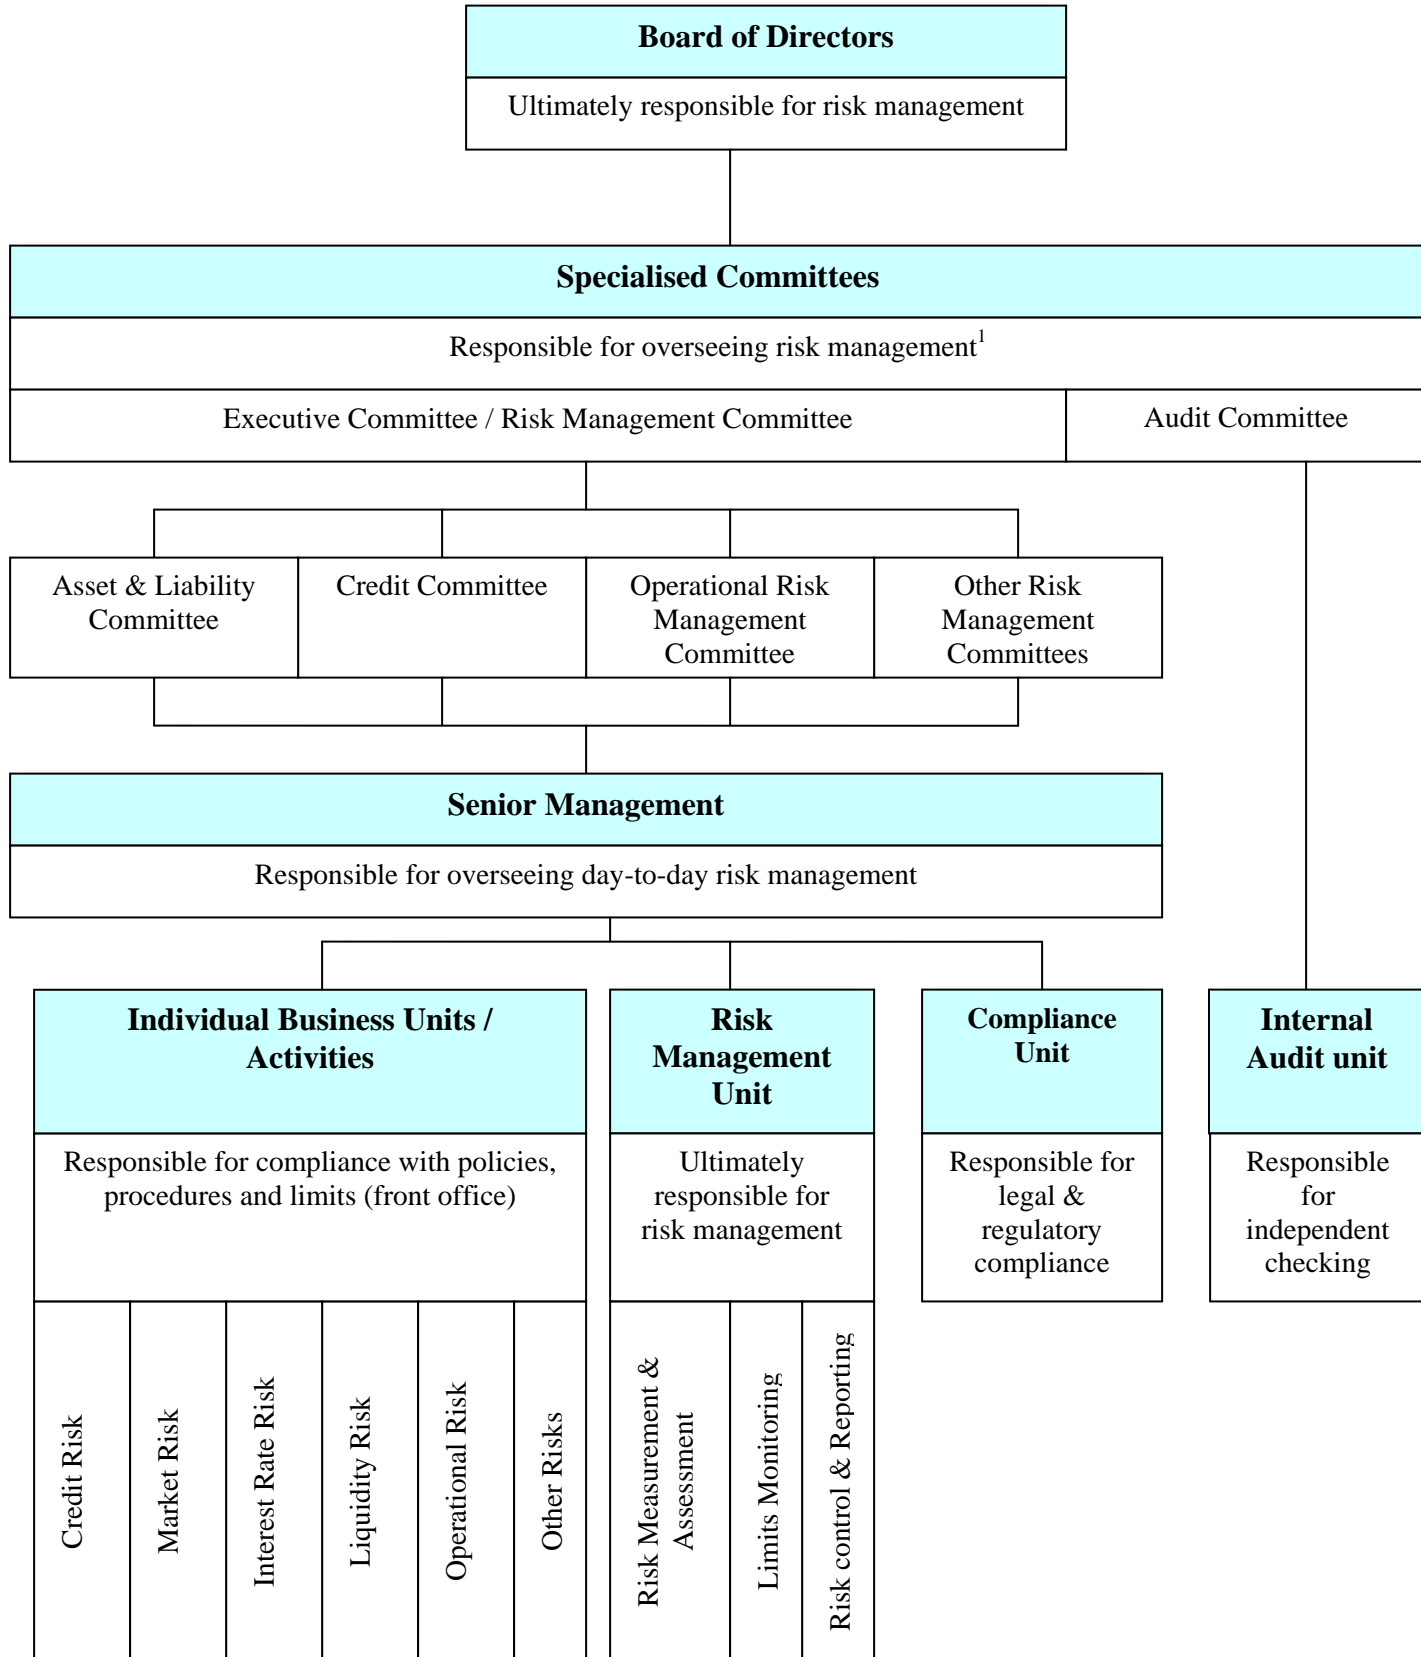 Board of Directors
Ultimately responsible for risk management
Specialised Committees
Responsible for overseeing risk management1
Executive Committee / Risk Management Committee
Audit Committee
Asset & Liability
Committee
Credit Committee
Operational Risk
Management
Committee
Other Risk
Management
Committees
Senior Management
Responsible for overseeing day-to-day risk management
Individual Business Units /
Activities
Risk
Management
Unit
Compliance
Unit
Internal
Audit unit
Responsible for compliance with policies,
procedures and limits (front office)
Ultimately
responsible for
risk management
Responsible for
legal &
regulatory
compliance
Responsible
for
independent
checking
Credit Risk
Market Risk
Interest Rate Risk
Liquidity Risk
Operational Risk
Other Risks
Risk Measurement &
Assessment
Limits Monitoring
Risk control & Reporting